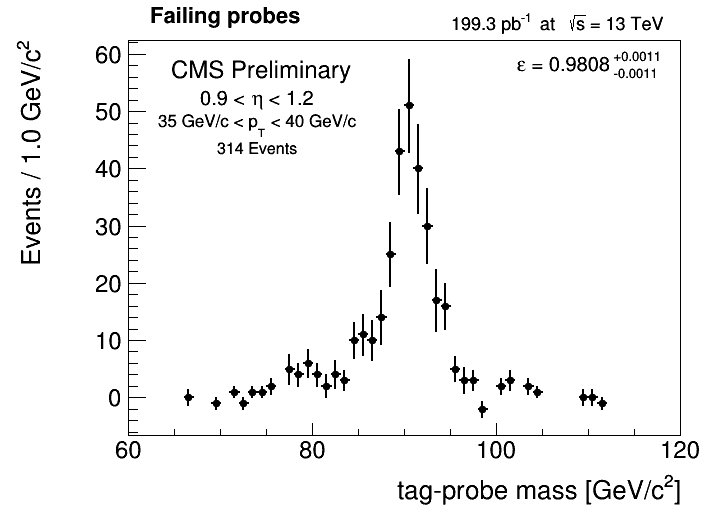 Failing probes
199.3 pb-1 at √s = 13 TeV
CMS Preliminary
ε = 0.9808 +0.0011 -0.0011
0.9 < η < 1.2
35 GeV/c < pT < 40 GeV/c
314 Events
Events / 1.0 GeV/c2
60
50
40
30
20
10
0
60 80 100 120
tag-probe mass [GeV/c2]